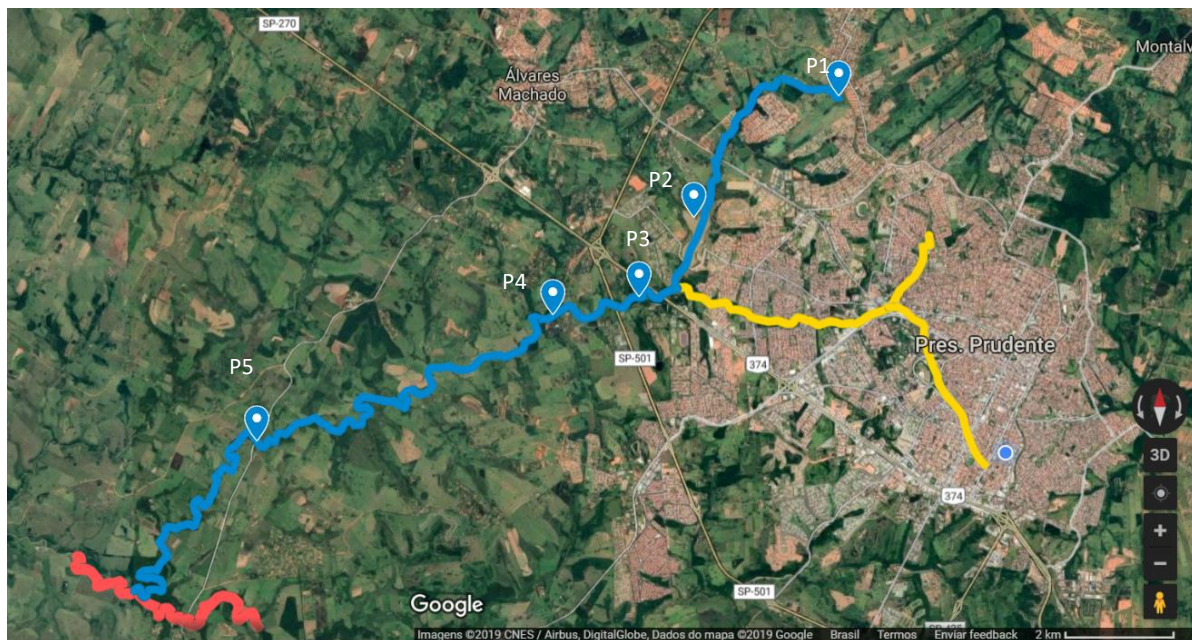 SP-270
Montalv
Álvares
Machado
P1
P2
P3
P4
P5
SP-501
374
Pres. Prudente
3D
374
SP-501
Google
Imagens ©2019 CNES / Airbus, DigitalGlobe, Dados do mapa ©2019 Google Brasil Termos Enviar feedback 2 km